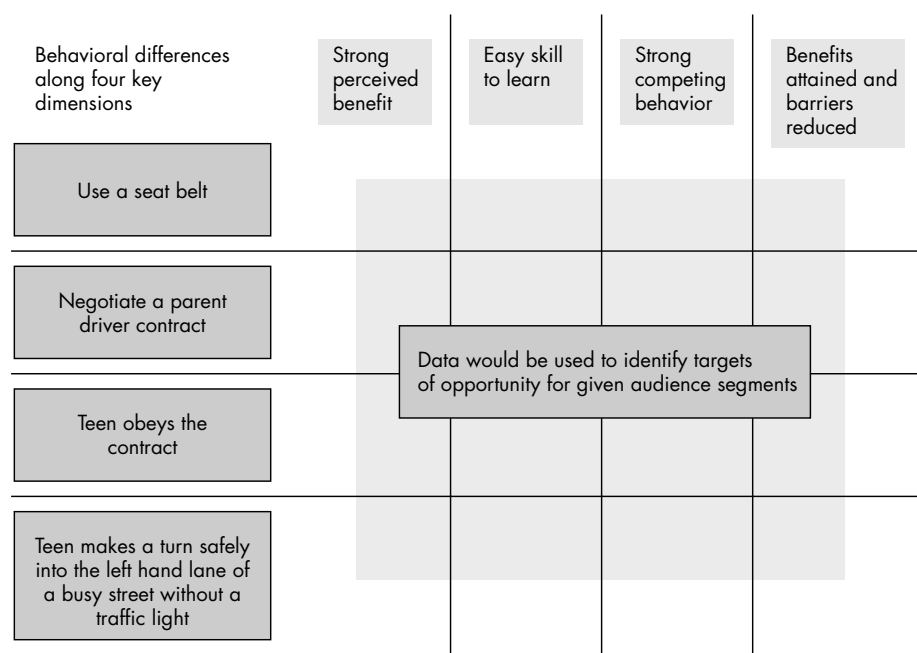 Behavioral differences
along four key
dimensions
Strong
perceived
benefit
Easy skill
to learn
Strong
competing
behavior
Benefits
attained and
barriers
reduced
Use a seat belt
Negotiate a parent
driver contract
Data would be used to identify targets
of opportunity for given audience segments
Teen obeys the
contract
Teen makes a turn safely
into the left hand lane of
a busy street without a
traffic light